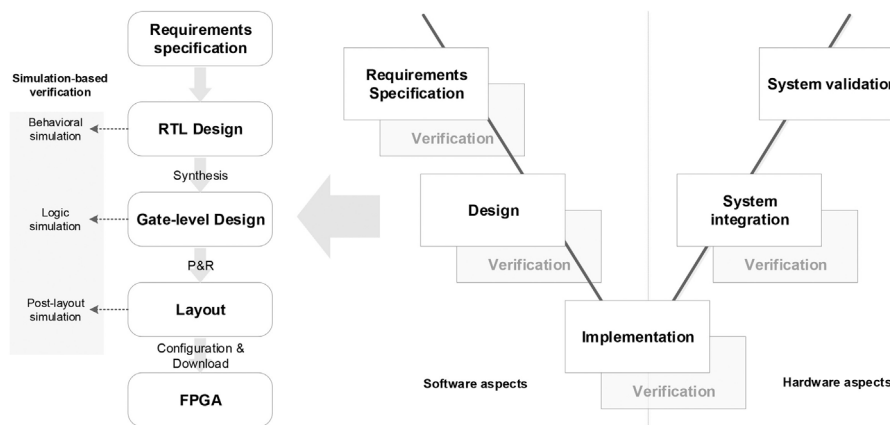 Requirements
specification
Simulation-based
verification
Behavioral
simulation
RTL Design
Synthesis
Logic
simulation
Gate-level Design
P&R
Post-layout
simulation
Layout
Configuration &
Download
FPGA
Requirements
Specification
Verification
Design
Verification
Implementation
Verification
System
integration
Verification
System validation
Software aspects
Hardware aspects